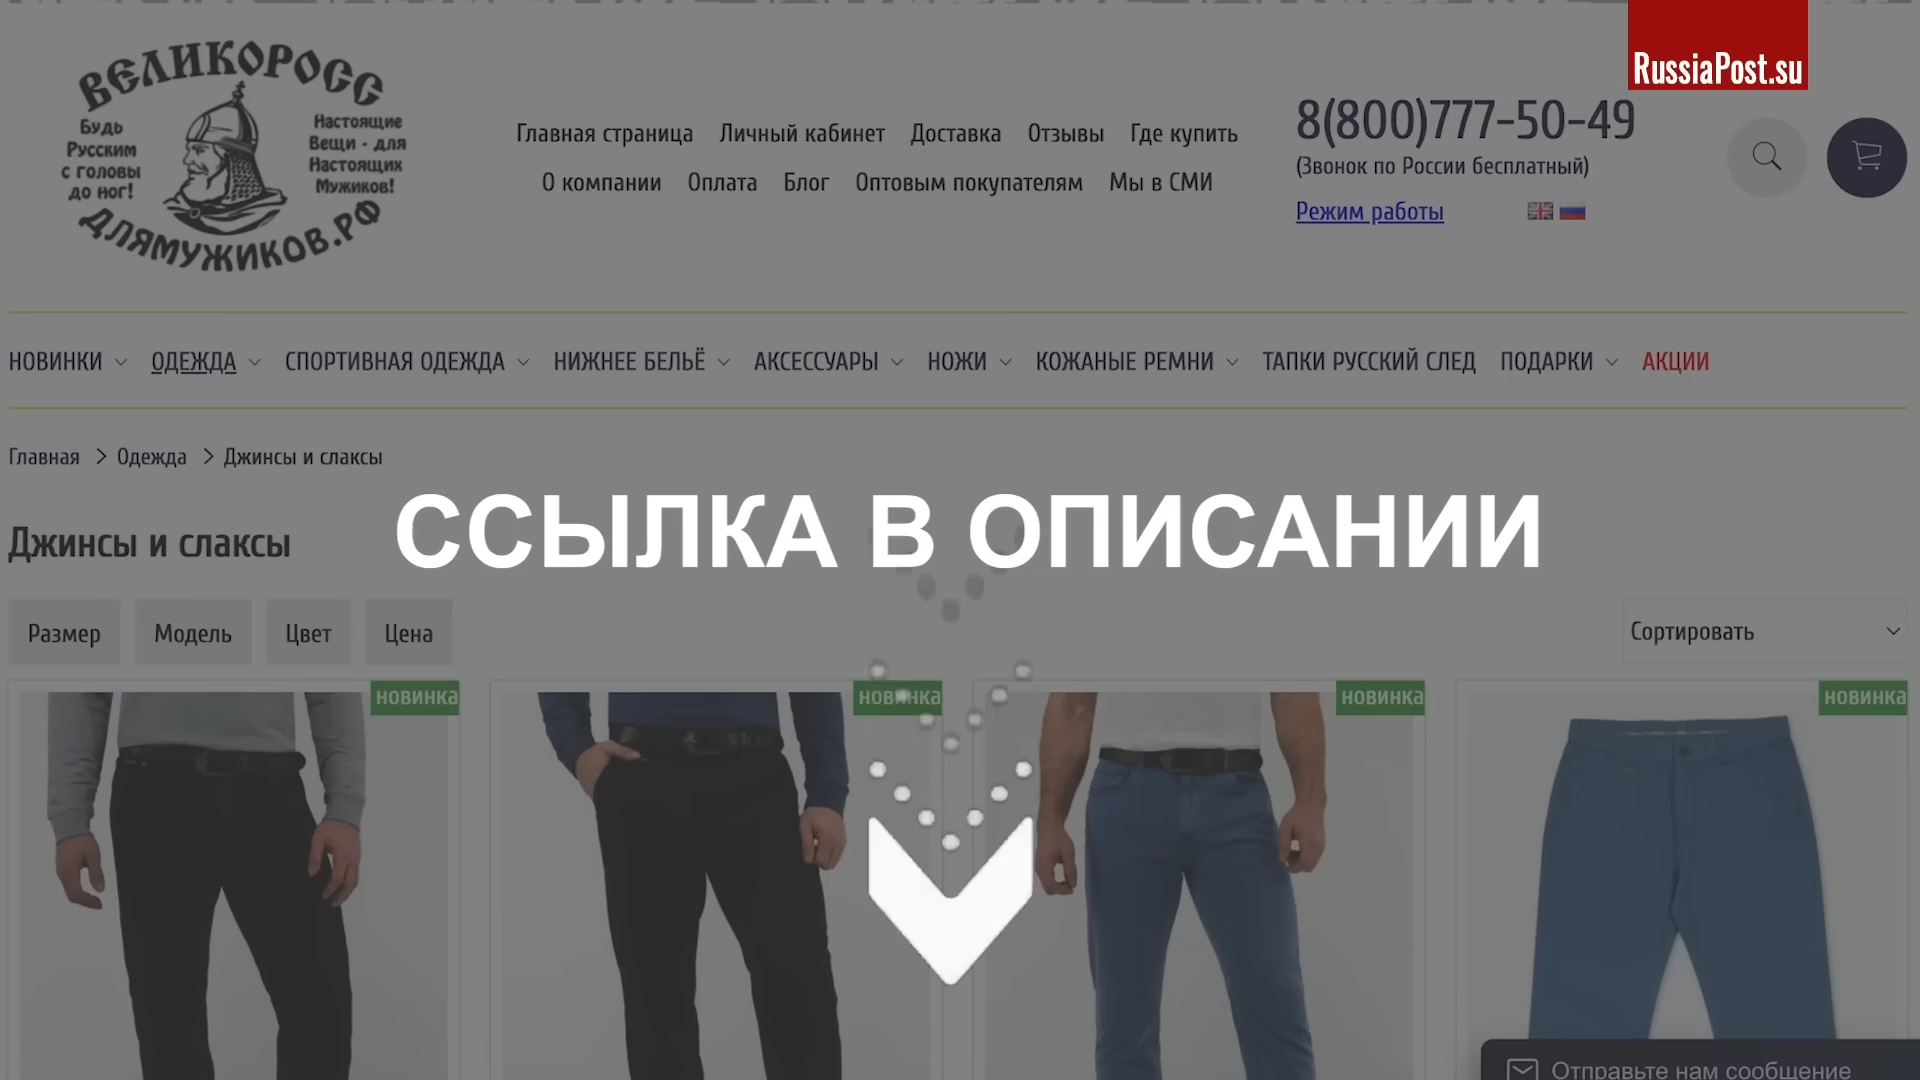 RussiaPost.su
ВЕЛИКОРОСС
Будь
Русским
с головы
до ног!
Настоящие
Вещи - для
Настоящих
Мужиков!
ДЛЯМУЖИКОВ.РФ
Главная страница Личный кабинет Доставка Отзывы Где купить
О компании Оплата Блог Оптовым покупателям Мы в СМИ
8(800)777-50-49
(Звонок по России бесплатный)
Режим работы
НОВИНКИ ОДЕЖДА СПОРТИВНАЯ ОДЕЖДА НИЖНЕЕ БЕЛЬЁ АКСЕССУАРЫ НОЖИ КОЖАНЫЕ РЕМНИ ТАПКИ РУССКИЙ СЛЕД ПОДАРКИ АКЦИИ
Главная > Одежда > Джинсы и слаксы
ССЫЛКА В ОПИСАНИИ
Джинсы и слаксы
Размер Модель Цвет Цена
Сортировать
новинка новинка новинка новинка
Отправьте нам сообщение